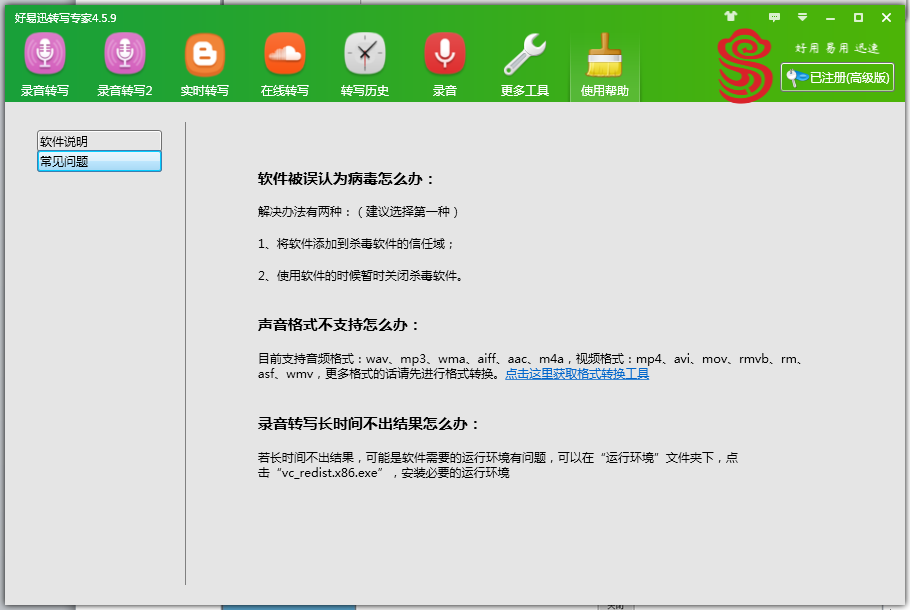 好易迅转写专家4.5.9
好用 易用 迅速
录音转写 录音转写2 实时转写 在线转写 转写历史 录音 更多工具 使用帮助
已注册(高级版)
软件说明
常见问题
软件被误认为病毒怎么办：
解决办法有两种：（建议选择第一种）
1、将软件添加到杀毒软件的信任域；
2、使用软件的时候暂时关闭杀毒软件。
声音格式不支持怎么办：
目前支持音频格式：wav、mp3、wma、aiff、aac、m4a，视频格式：mp4、avi、mov、rmvb、rm、
asf、wmv，更多格式的话请先进行格式转换。点击这里获取格式转换工具
录音转写长时间不出结果怎么办：
若长时间不出结果，可能是软件需要的运行环境有问题，可以在“运行环境”文件夹下，点
击“vc_redist.x86.exe”，安装必要的运行环境